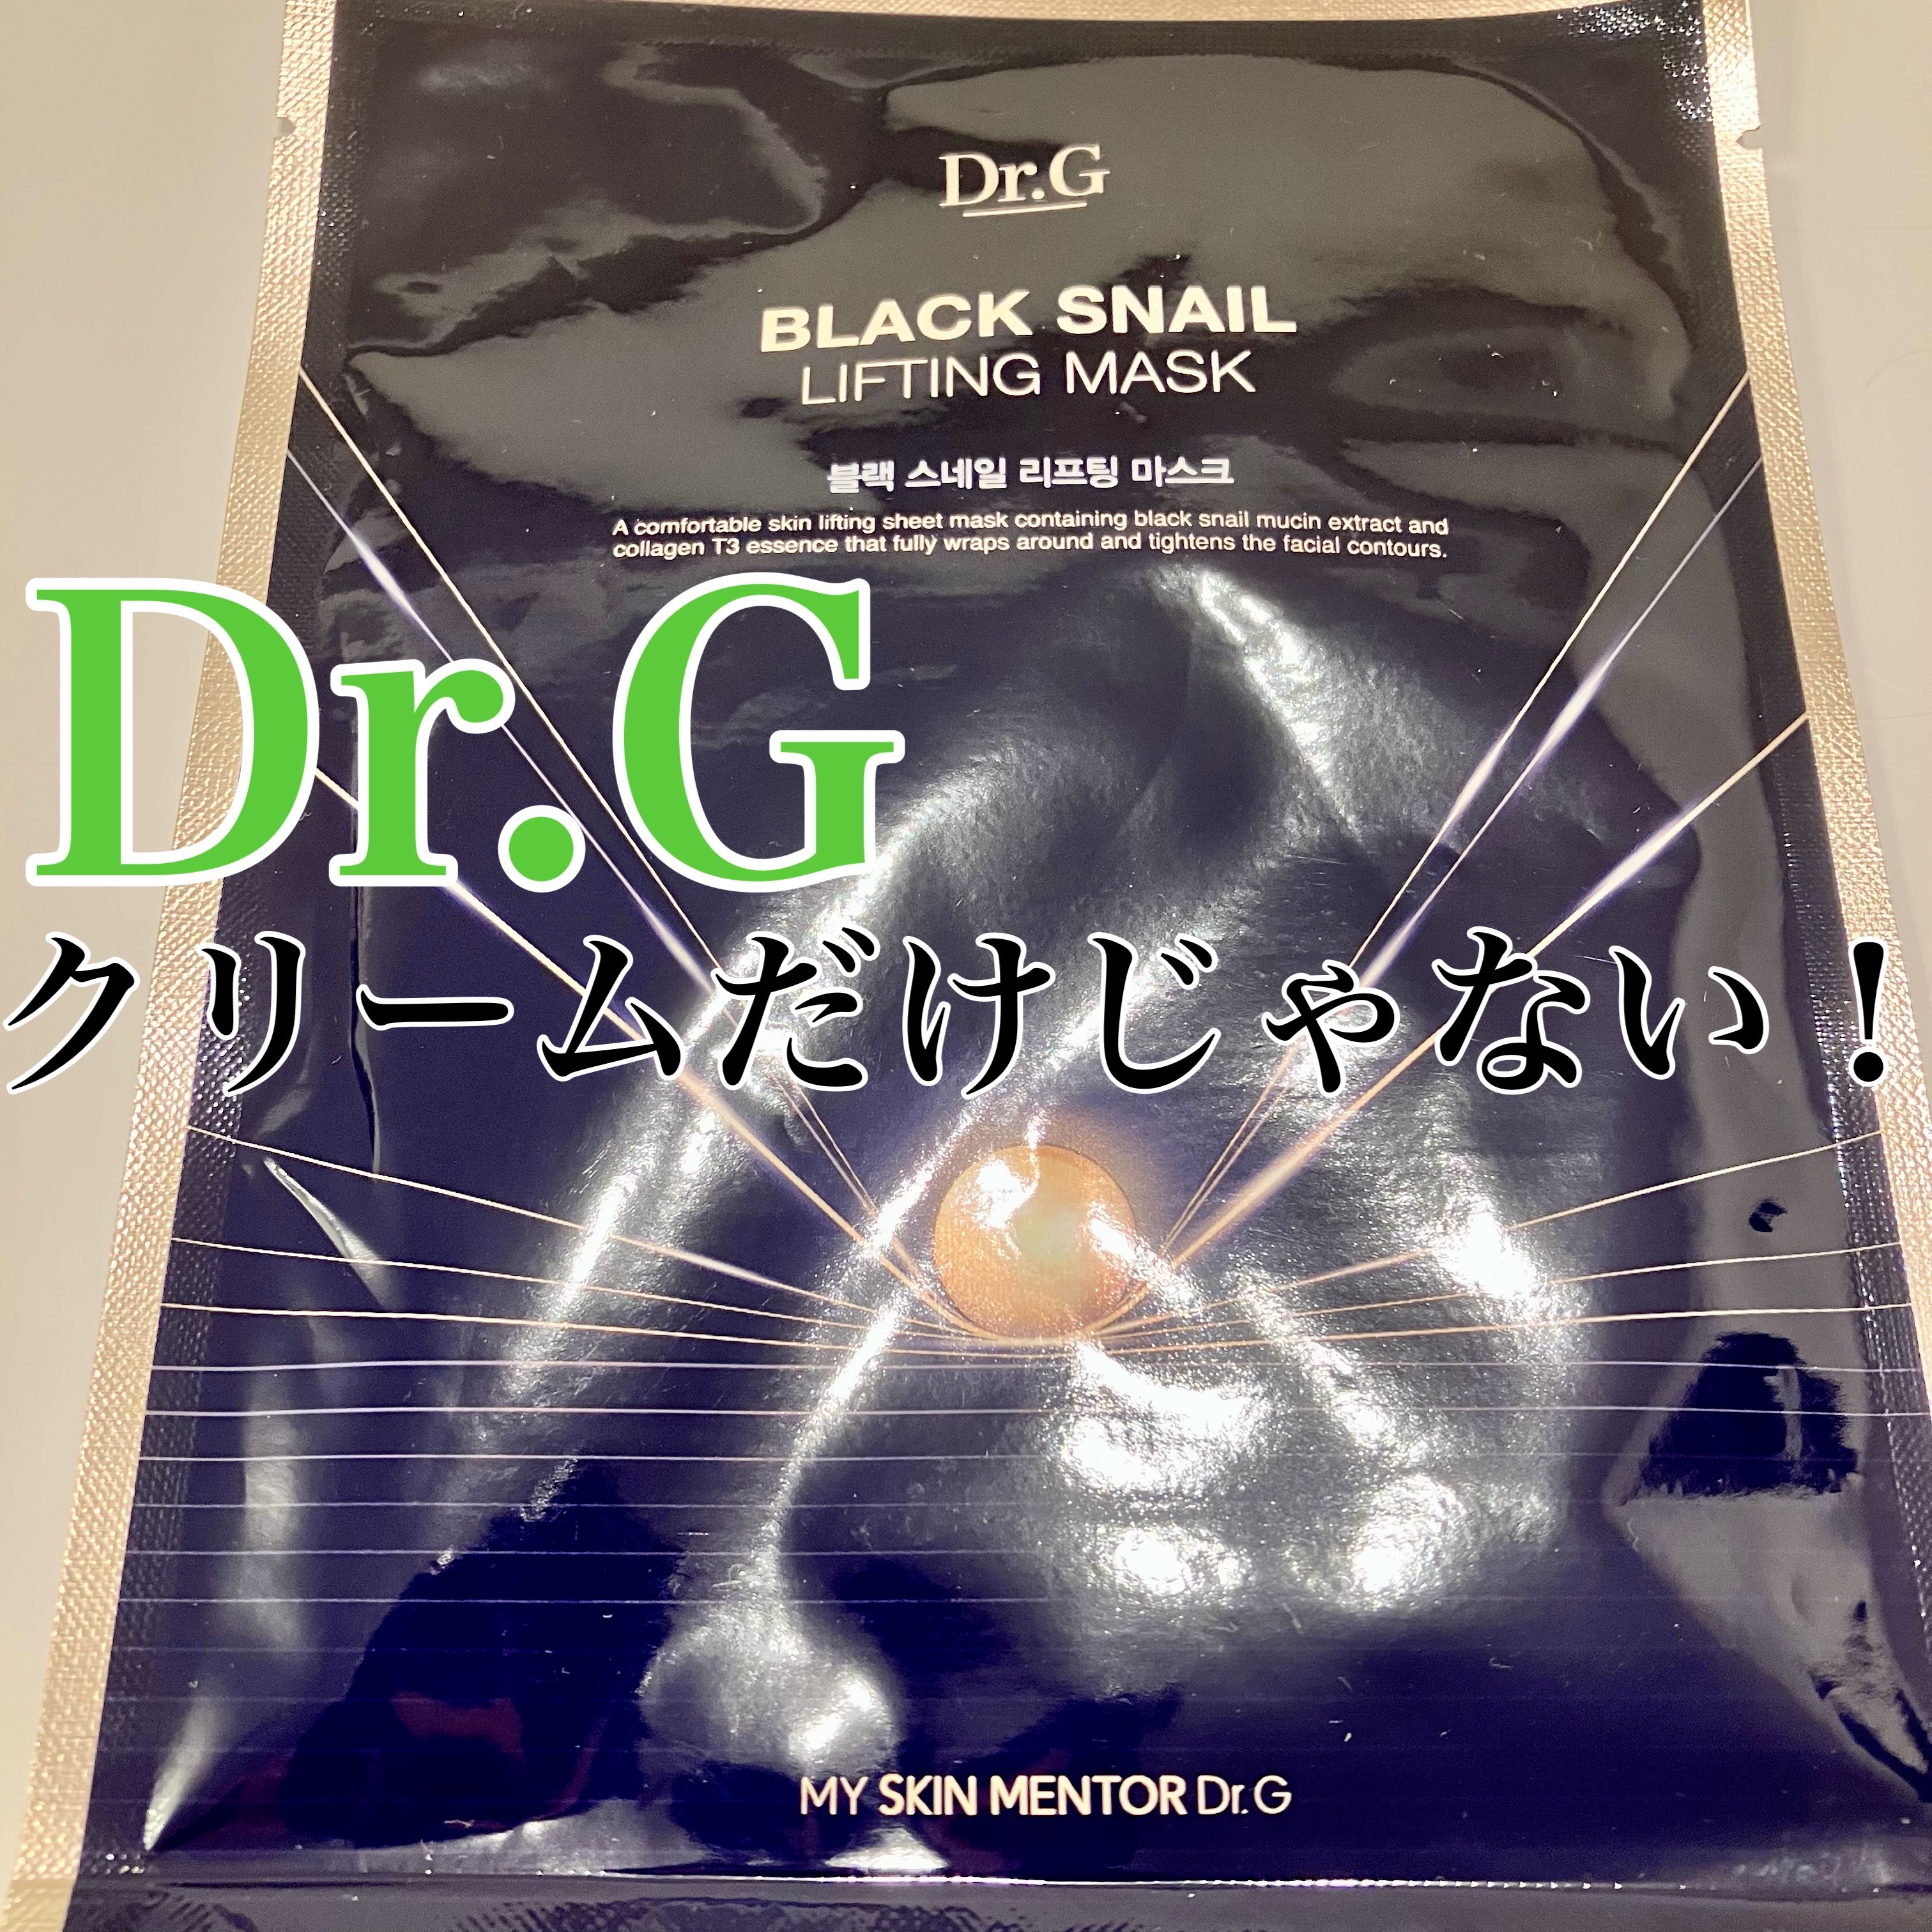 Dr.G
BLACK SNAIL
LIFTING MASK
블랙 스네일 리프팅 마스크
A comfortable skin lifting sheet mask containing black snail mucin extract and
collagen T3 essence that fully wraps around and tightens the facial contours.
Dr.G
クリームだけじゃない！
MY SKIN MENTOR Dr.G